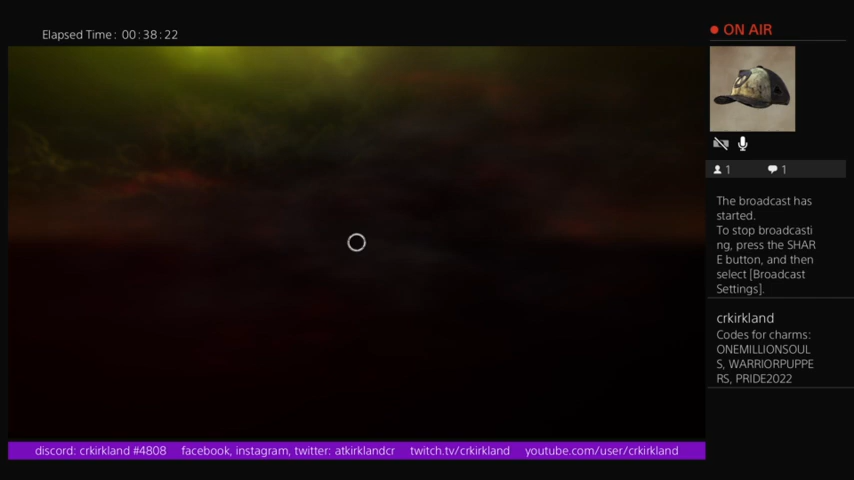 Elapsed Time: 00:38:22
ON AIR
1 1
The broadcast has
started.
To stop broadcasti
ng, press the SHAR
E button, and then
select [Broadcast
Settings].
crkirkland
Codes for charms:
ONEMILLIONSOUL
S, WARRIORPUPPE
RS, PRIDE2022
discord: crkirkland #4808 facebook, instagram, twitter: atkirklandcr twitch.tv/crkirkland youtube.com/user/crkirkland